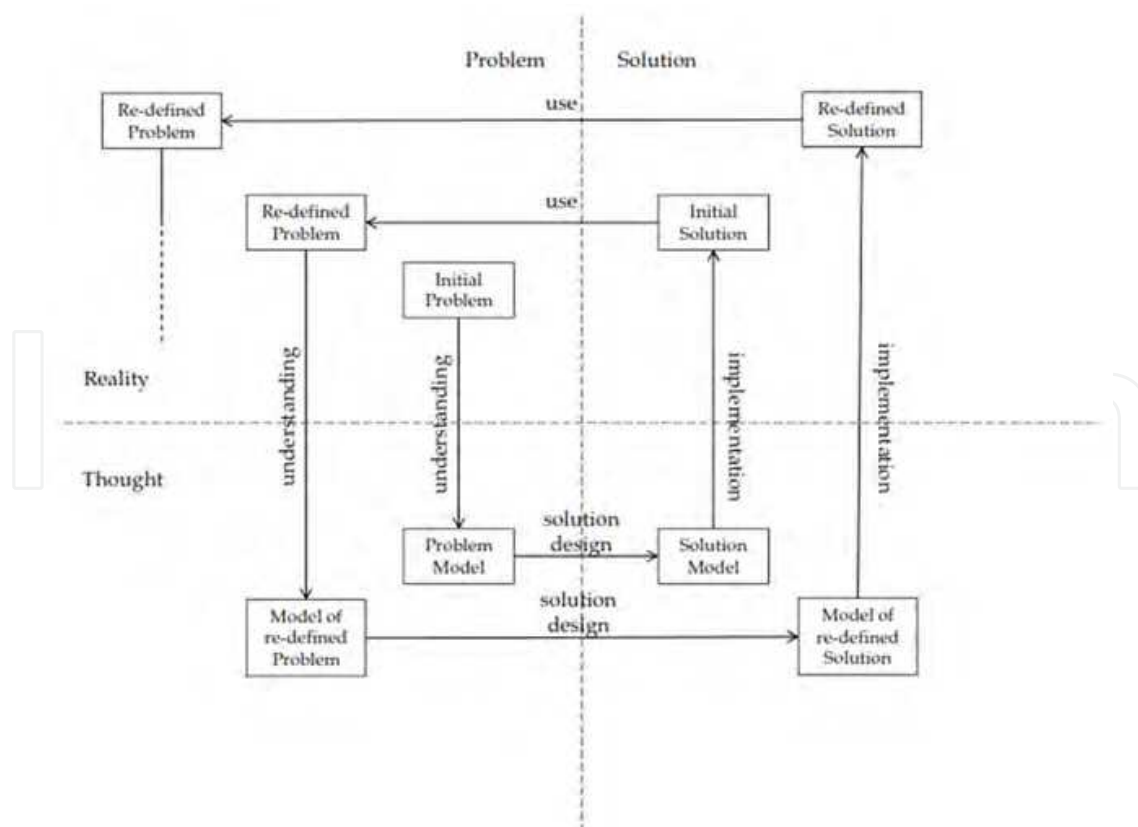 Problem
Solution
Re-defined
Problem
use
Re-defined
Solution
Re-defined
Problem
use
Initial
Solution
Initial
Problem
understanding
understanding
implementation
implementation
Reality
Thought
Problem
Model
solution
design
Solution
Model
Model of
re-defined
Problem
solution
design
Model of
re-defined
Solution